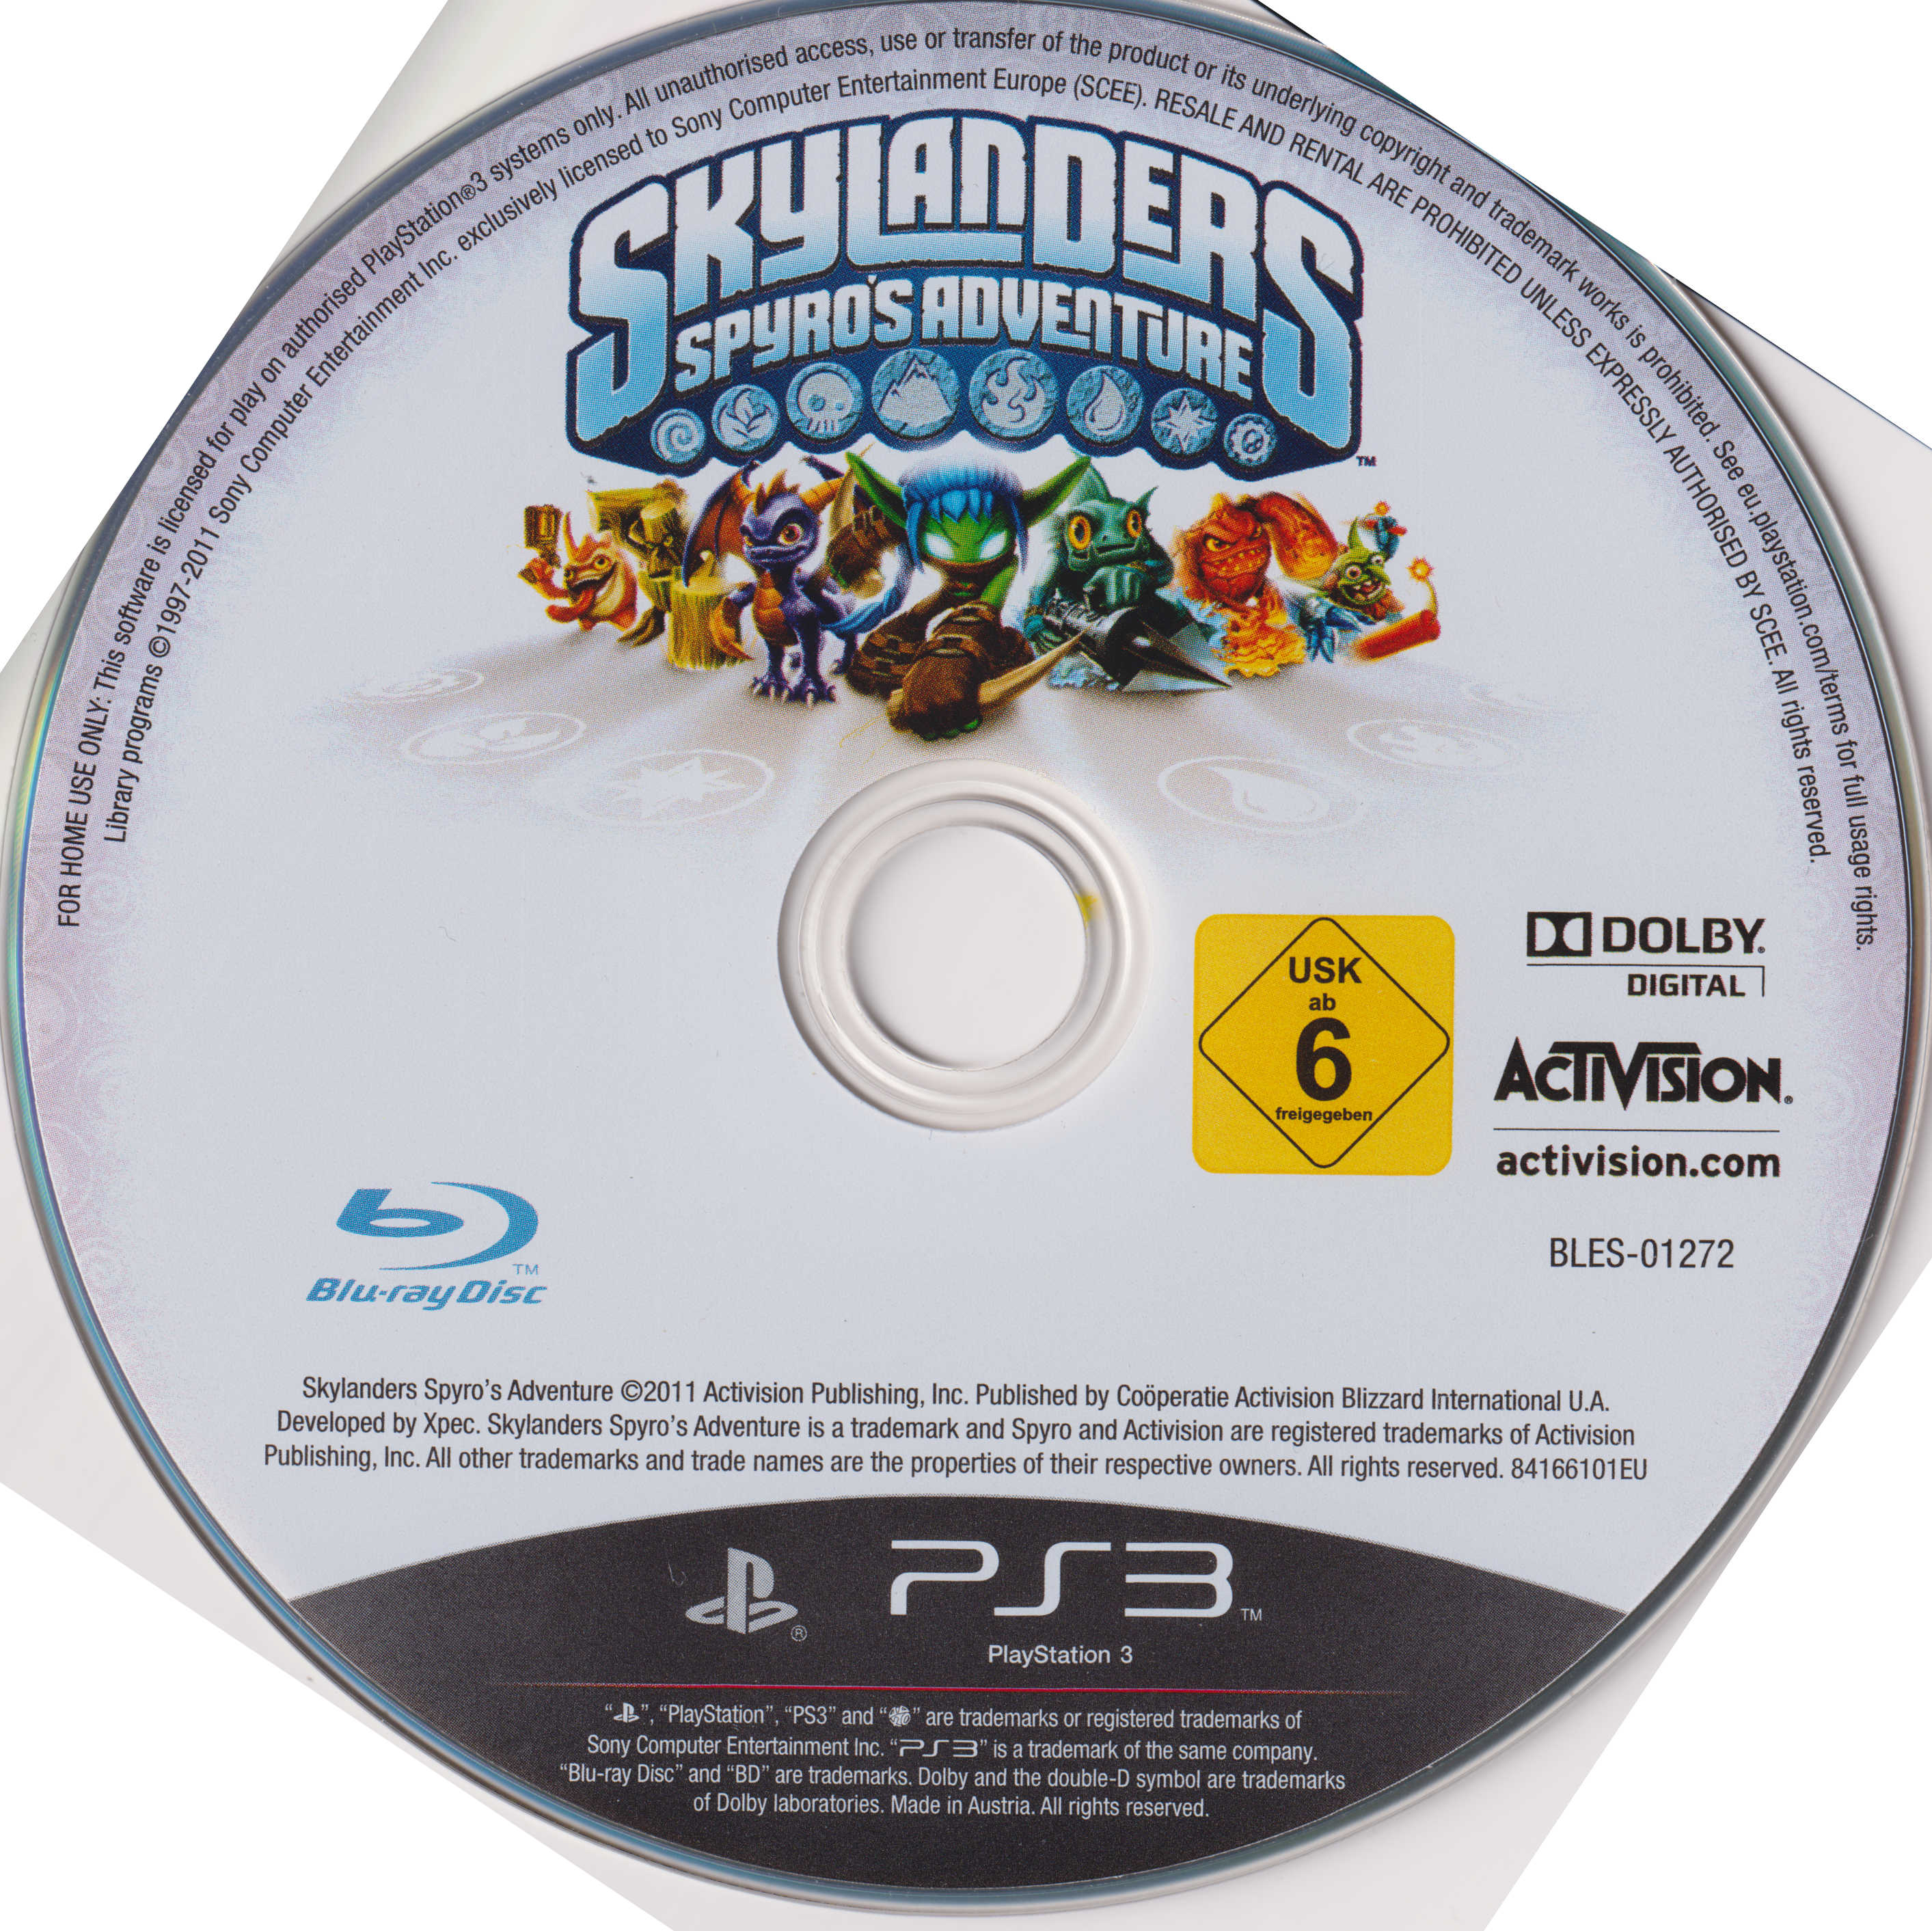 FOR HOME USE ONLY: This software is licensed for play on authorised PlayStation®3 systems only. All unauthorised access, use or transfer of the product or its underlying copyright and trademark works is prohibited. See eu.playstation.com/terms for full usage rights.
Library programs ©1997-2011 Sony Computer Entertainment Inc. exclusively licensed to Sony Computer Entertainment Europe (SCEE). RESALE AND RENTAL ARE PROHIBITED UNLESS EXPRESSLY AUTHORISED BY SCEE. All rights reserved.
SKYLANDERS
SPYRO'S ADVENTURE
TM
USK
ab
6
freigegeben
DOLBY®
DIGITAL
ACTIVISION®
activision.com
BLES-01272
TM
Blu-ray Disc
Skylanders Spyro's Adventure ©2011 Activision Publishing, Inc. Published by Coöperatie Activision Blizzard International U.A.
Developed by Xpec. Skylanders Spyro's Adventure is a trademark and Spyro and Activision are registered trademarks of Activision
Publishing, Inc. All other trademarks and trade names are the properties of their respective owners. All rights reserved. 84166101EU
® PS3 TM
PlayStation 3
“ ”, “PlayStation”, “PS3” and “ ” are trademarks or registered trademarks of
Sony Computer Entertainment Inc. “PS3” is a trademark of the same company.
“Blu-ray Disc” and “BD” are trademarks. Dolby and the double-D symbol are trademarks
of Dolby laboratories. Made in Austria. All rights reserved.